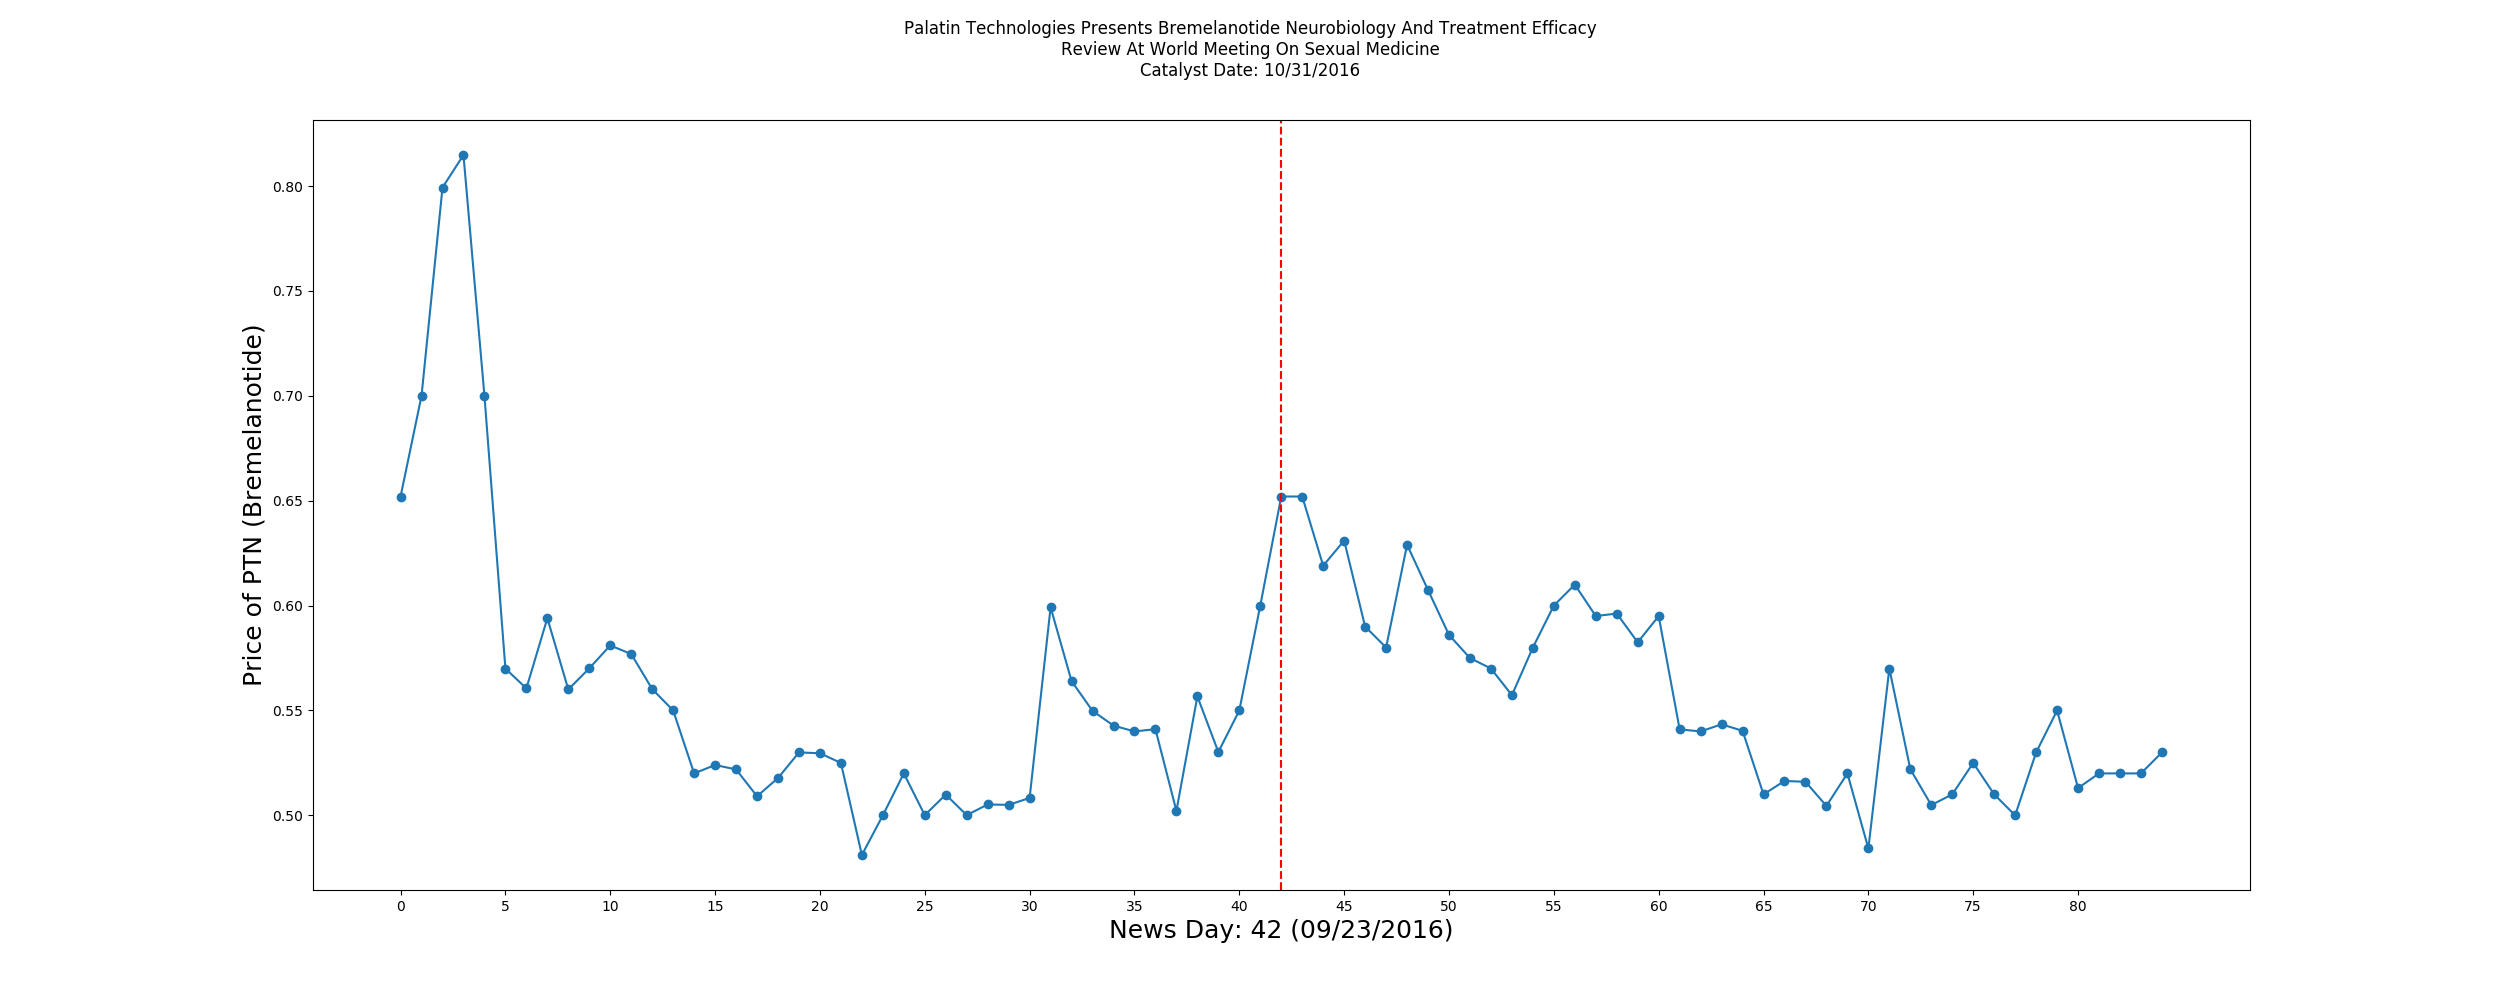 Palatin Technologies Presents Bremelanotide Neurobiology And Treatment Efficacy
Review At World Meeting On Sexual Medicine
Catalyst Date: 10/31/2016
Price of PTN (Bremelanotide)
0.80
0.75
0.70
0.65
0.60
0.55
0.50
0 5 10 15 20 25 30 35 40 45 50 55 60 65 70 75 80
News Day: 42 (09/23/2016)